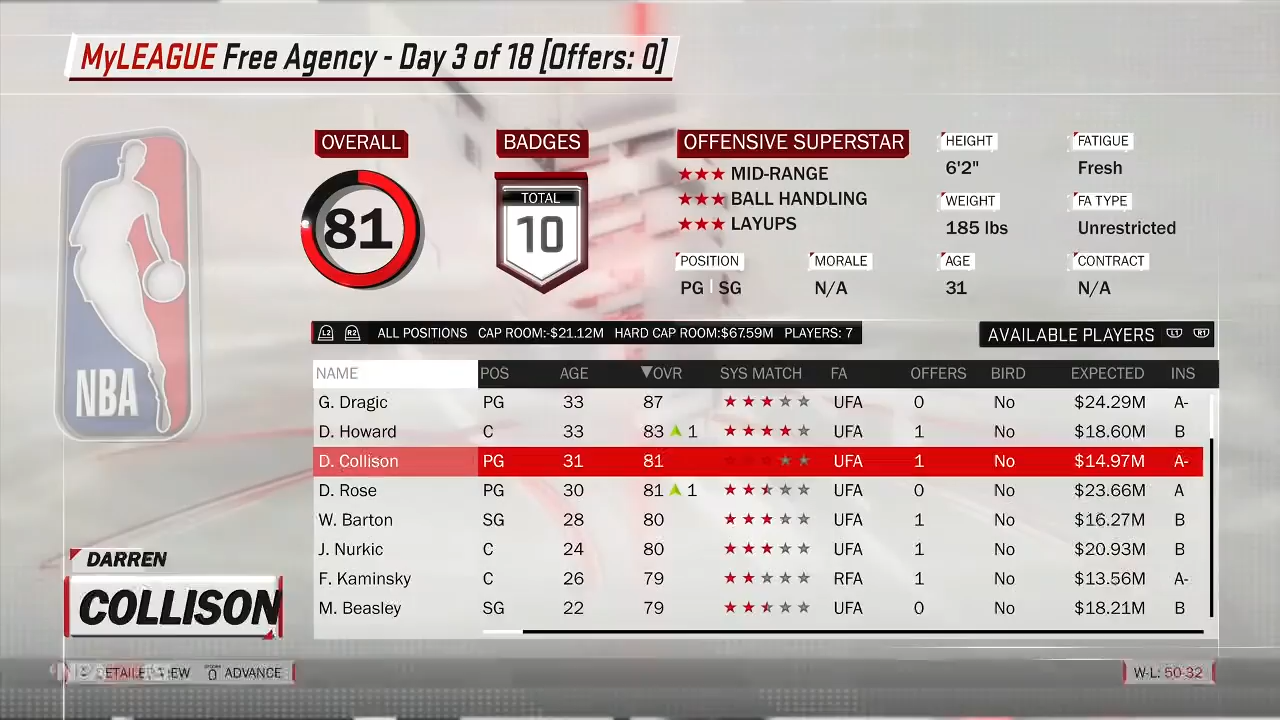 MyLEAGUE Free Agency - Day 3 of 18 [Offers: 0]
OVERALL
81
BADGES
TOTAL
10
OFFENSIVE SUPERSTAR
★★★ MID-RANGE
★★★ BALL HANDLING
★★★ LAYUPS
POSITION
PG | SG
MORALE
N/A
HEIGHT
6'2"
WEIGHT
185 lbs
AGE
31
FATIGUE
Fresh
FA TYPE
Unrestricted
CONTRACT
N/A
NBA
L2 R2 ALL POSITIONS CAP ROOM:-$21.12M HARD CAP ROOM:$67.59M PLAYERS: 7
AVAILABLE PLAYERS L1 R1
NAME POS AGE ▼OVR SYS MATCH FA OFFERS BIRD EXPECTED INS
G. Dragic PG 33 87 UFA 0 No $24.29M A-
D. Howard C 33 83 1 UFA 1 No $18.60M B
D. Collison PG 31 81 UFA 1 No $14.97M A-
D. Rose PG 30 81 1 UFA 0 No $23.66M A
W. Barton SG 28 80 UFA 1 No $16.27M B
J. Nurkic C 24 80 UFA 1 No $20.93M B
F. Kaminsky C 26 79 RFA 1 No $13.56M A-
M. Beasley SG 22 79 UFA 0 No $18.21M B
DARREN
COLLISON
ADVANCE
W-L: 50-32